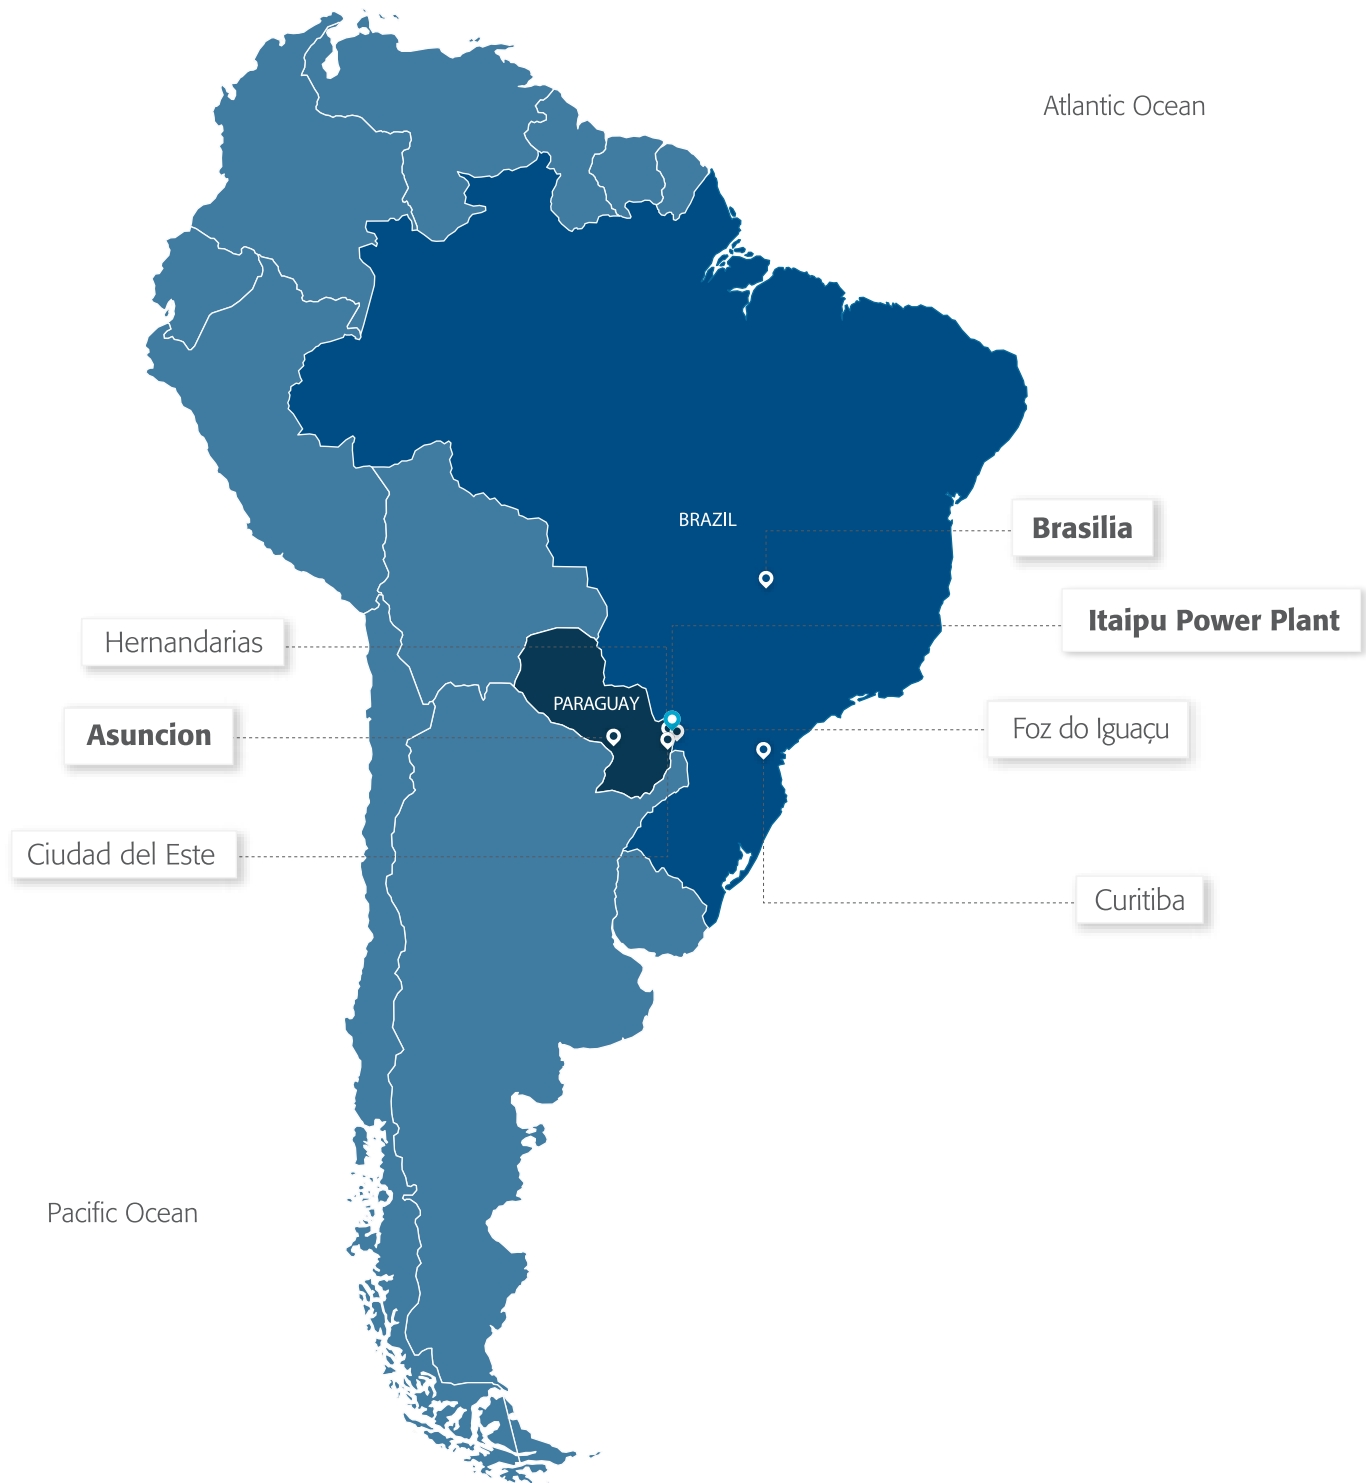 Atlantic Ocean
BRAZIL
Brasilia
Itaipu Power Plant
Hernandarias
PARAGUAY
Asuncion
Foz do Iguaçu
Ciudad del Este
Curitiba
Pacific Ocean